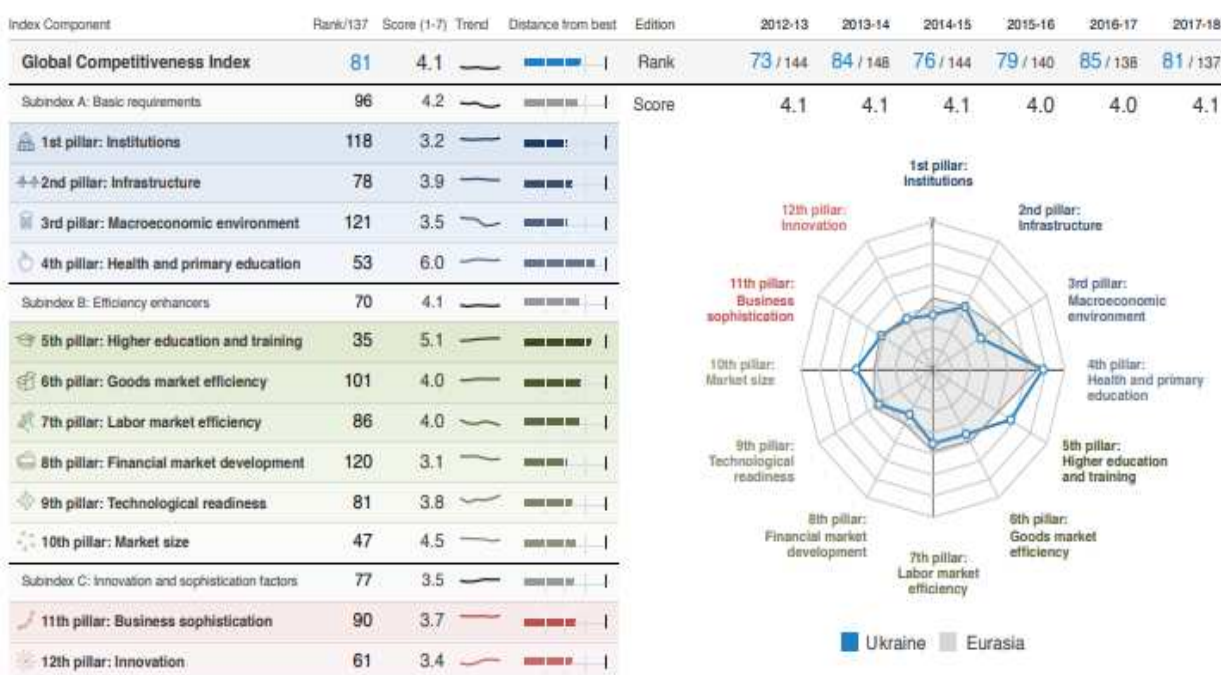 Index Component Rank/137 Score (1-7) Trend Distance from best
Global Competitiveness Index 81 4.1
Subindex A: Basic requirements 96 4.2
1st pillar: Institutions 118 3.2
2nd pillar: Infrastructure 78 3.9
3rd pillar: Macroeconomic environment 121 3.5
4th pillar: Health and primary education 53 6.0
Subindex B: Efficiency enhancers 70 4.1
5th pillar: Higher education and training 35 5.1
6th pillar: Goods market efficiency 101 4.0
7th pillar: Labor market efficiency 86 4.0
8th pillar: Financial market development 120 3.1
9th pillar: Technological readiness 81 3.8
10th pillar: Market size 47 4.5
Subindex C: Innovation and sophistication factors 77 3.5
11th pillar: Business sophistication 90 3.7
12th pillar: Innovation 61 3.4
Edition 2012-13 2013-14 2014-15 2015-16 2016-17 2017-18
Rank 73 / 144 84 / 148 76 / 144 79 / 140 85 / 138 81 / 137
Score 4.1 4.1 4.1 4.0 4.0 4.1
1st pillar:
Institutions
2nd pillar:
Infrastructure
3rd pillar:
Macroeconomic
environment
4th pillar:
Health and primary
education
5th pillar:
Higher education
and training
6th pillar:
Goods market
efficiency
7th pillar:
Labor market
efficiency
8th pillar:
Financial market
development
9th pillar:
Technological
readiness
10th pillar:
Market size
11th pillar:
Business
sophistication
12th pillar:
Innovation
7
Ukraine Eurasia